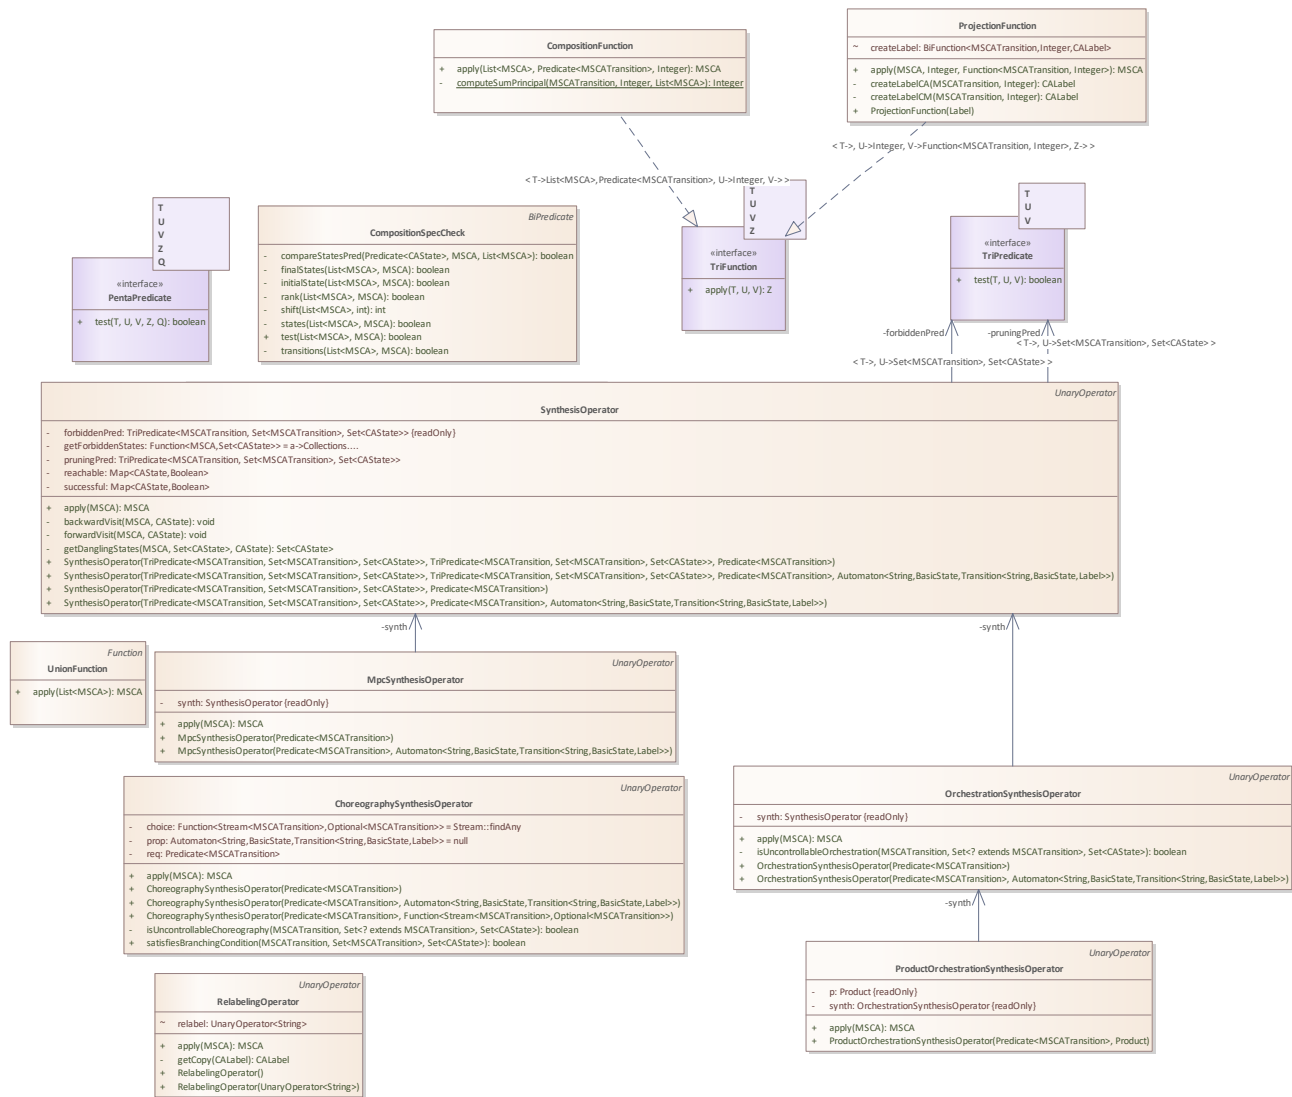 CompositionFunction
+ apply(List<MSCA>, Predicate<MSCATransition>, Integer): MSCA
- computeSumPrincipal(MSCATransition, Integer, List<MSCA>): Integer
ProjectionFunction
~ createLabel: BiFunction<MSCATransition,Integer,CALabel>
+ apply(MSCA, Integer, Function<MSCATransition, Integer>): MSCA
- createLabelCA(MSCATransition, Integer): CALabel
- createLabelCM(MSCATransition, Integer): CALabel
+ ProjectionFunction(Label)
< T->, U->Integer, V->Function<MSCATransition, Integer>, Z-> >
< T->List<MSCA>,Predicate<MSCATransition>, U->Integer, V-> >
T
U
V
Z
Q
«interface»
PentaPredicate
+ test(T, U, V, Z, Q): boolean
BiPredicate
CompositionSpecCheck
- compareStatesPred(Predicate<CAState>, MSCA, List<MSCA>): boolean
- finalStates(List<MSCA>, MSCA): boolean
- initialState(List<MSCA>, MSCA): boolean
- rank(List<MSCA>, MSCA): boolean
- shift(List<MSCA>, int): int
- states(List<MSCA>, MSCA): boolean
+ test(List<MSCA>, MSCA): boolean
- transitions(List<MSCA>, MSCA): boolean
T
U
V
Z
«interface»
TriFunction
+ apply(T, U, V): Z
T
U
V
«interface»
TriPredicate
+ test(T, U, V): boolean
-forbiddenPred
-pruningPred
< T->, U->Set<MSCATransition>, Set<CAState> >
< T->, U->Set<MSCATransition>, Set<CAState> >
UnaryOperator
SynthesisOperator
- forbiddenPred: TriPredicate<MSCATransition, Set<MSCATransition>, Set<CAState>> {readOnly}
- getForbiddenStates: Function<MSCA,Set<CAState>> = a->Collections....
- pruningPred: TriPredicate<MSCATransition, Set<MSCATransition>, Set<CAState>>
- reachable: Map<CAState,Boolean>
- successful: Map<CAState,Boolean>
+ apply(MSCA): MSCA
- backwardVisit(MSCA, CAState): void
- forwardVisit(MSCA, CAState): void
- getDanglingStates(MSCA, Set<CAState>, CAState): Set<CAState>
+ SynthesisOperator(TriPredicate<MSCATransition, Set<MSCATransition>, Set<CAState>>, TriPredicate<MSCATransition, Set<MSCATransition>, Set<CAState>>, Predicate<MSCATransition>)
+ SynthesisOperator(TriPredicate<MSCATransition, Set<MSCATransition>, Set<CAState>>, TriPredicate<MSCATransition, Set<MSCATransition>, Set<CAState>>, Predicate<MSCATransition>, Automaton<String,BasicState,Transition<String,BasicState,Label>>)
+ SynthesisOperator(TriPredicate<MSCATransition, Set<MSCATransition>, Set<CAState>>, Predicate<MSCATransition>)
+ SynthesisOperator(TriPredicate<MSCATransition, Set<MSCATransition>, Set<CAState>>, Predicate<MSCATransition>, Automaton<String,BasicState,Transition<String,BasicState,Label>>)
-synth
-synth
Function
UnionFunction
+ apply(List<MSCA>): MSCA
UnaryOperator
MpcSynthesisOperator
- synth: SynthesisOperator {readOnly}
+ apply(MSCA): MSCA
+ MpcSynthesisOperator(Predicate<MSCATransition>)
+ MpcSynthesisOperator(Predicate<MSCATransition>, Automaton<String,BasicState,Transition<String,BasicState,Label>>)
UnaryOperator
ChoreographySynthesisOperator
- choice: Function<Stream<MSCATransition>,Optional<MSCATransition>> = Stream::findAny
- prop: Automaton<String,BasicState,Transition<String,BasicState,Label>> = null
- req: Predicate<MSCATransition>
+ apply(MSCA): MSCA
+ ChoreographySynthesisOperator(Predicate<MSCATransition>)
+ ChoreographySynthesisOperator(Predicate<MSCATransition>, Automaton<String,BasicState,Transition<String,BasicState,Label>>)
+ ChoreographySynthesisOperator(Predicate<MSCATransition>, Function<Stream<MSCATransition>,Optional<MSCATransition>>)
- isUncontrollableChoreography(MSCATransition, Set<? extends MSCATransition>, Set<CAState>): boolean
+ satisfiesBranchingCondition(MSCATransition, Set<MSCATransition>, Set<CAState>): boolean
UnaryOperator
OrchestrationSynthesisOperator
- synth: SynthesisOperator {readOnly}
+ apply(MSCA): MSCA
- isUncontrollableOrchestration(MSCATransition, Set<? extends MSCATransition>, Set<CAState>): boolean
+ OrchestrationSynthesisOperator(Predicate<MSCATransition>)
+ OrchestrationSynthesisOperator(Predicate<MSCATransition>, Automaton<String,BasicState,Transition<String,BasicState,Label>>)
-synth
UnaryOperator
ProductOrchestrationSynthesisOperator
- p: Product {readOnly}
- synth: OrchestrationSynthesisOperator {readOnly}
+ apply(MSCA): MSCA
+ ProductOrchestrationSynthesisOperator(Predicate<MSCATransition>, Product)
UnaryOperator
RelabelingOperator
~ relabel: UnaryOperator<String>
+ apply(MSCA): MSCA
- getCopy(CALabel): CALabel
+ RelabelingOperator()
+ RelabelingOperator(UnaryOperator<String>)